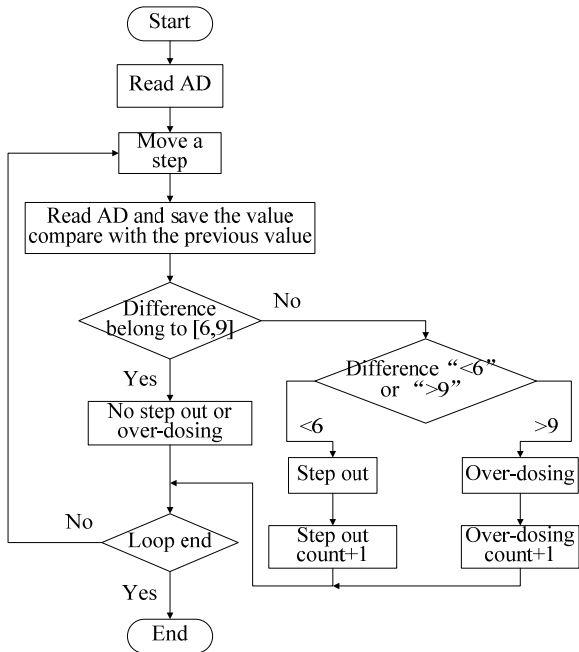 Start
Read AD
Move a
step
Read AD and save the value
compare with the previous value
Difference
belong to [6,9]
No
Yes
Difference “<6”
or “>9”
<6
>9
No step out or
over-dosing
Step out
Over-dosing
Step out
count+1
Over-dosing
count+1
No
Loop end
Yes
End